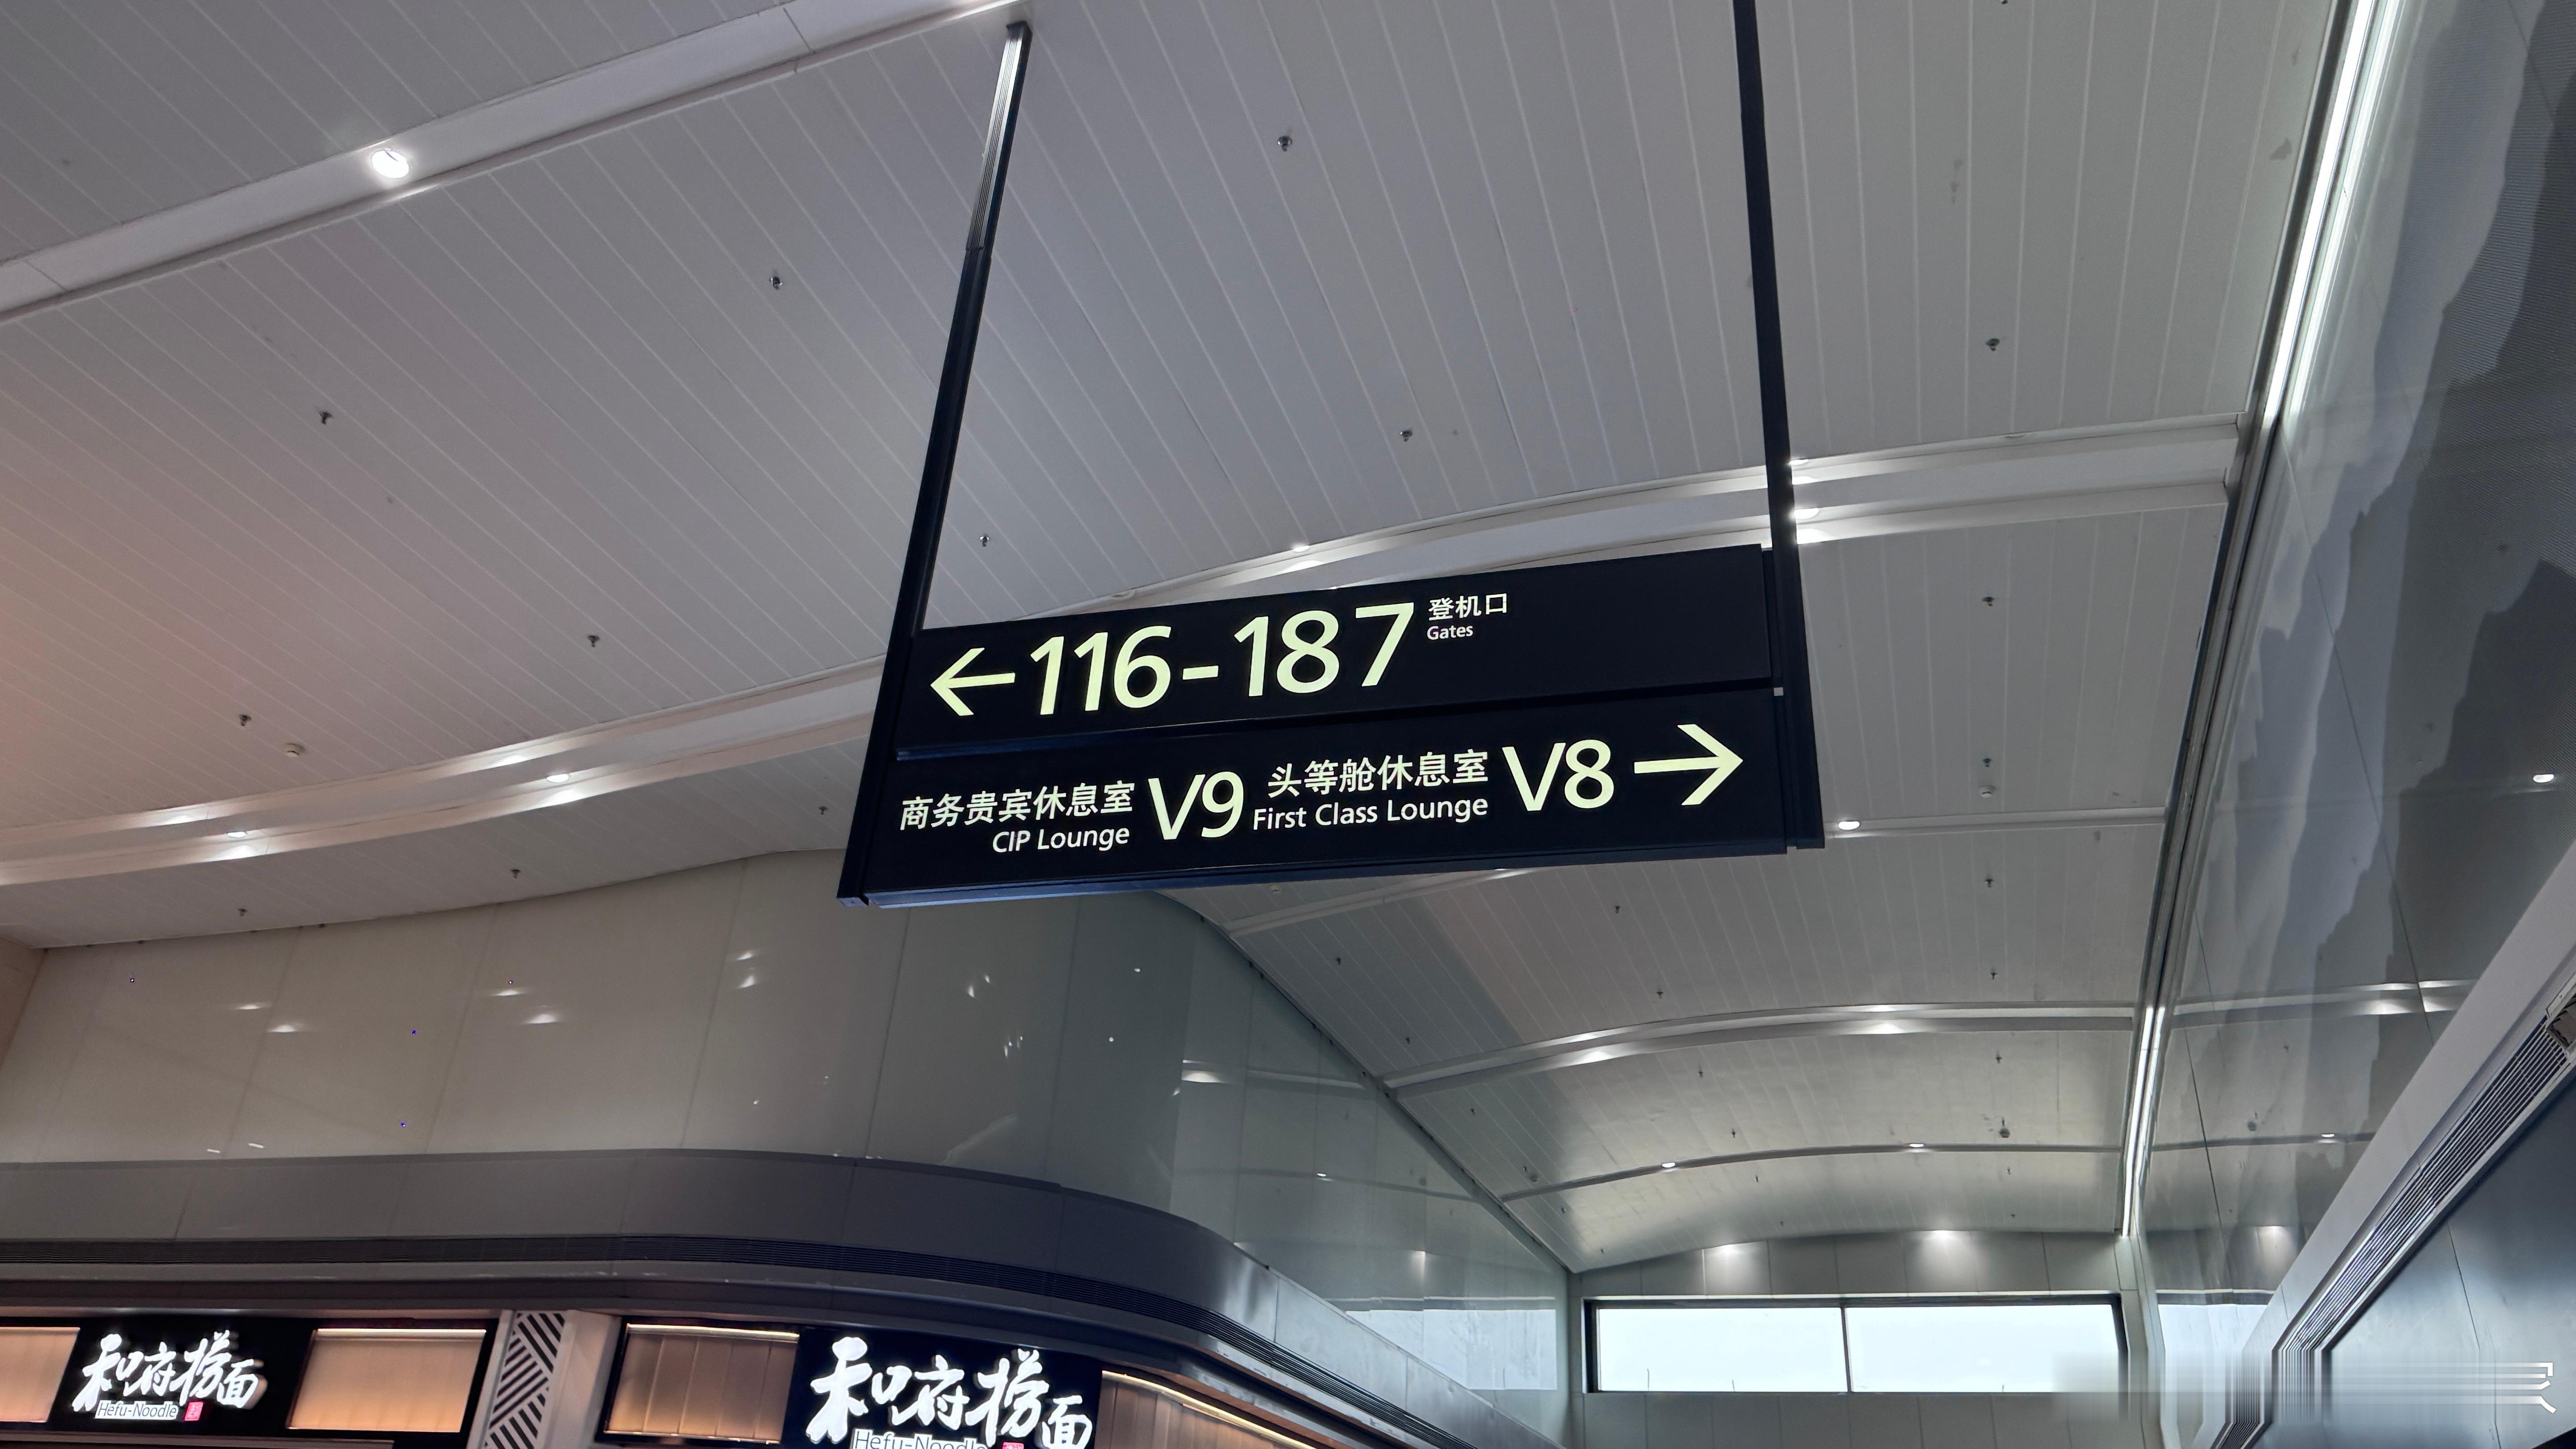 ←116-187 登机口
Gates
商务贵宾休息室 V9 头等舱休息室 V8→
CIP Lounge First Class Lounge
和府捞面
Hefu-Noodle
和府捞面
Hefu-Noodle